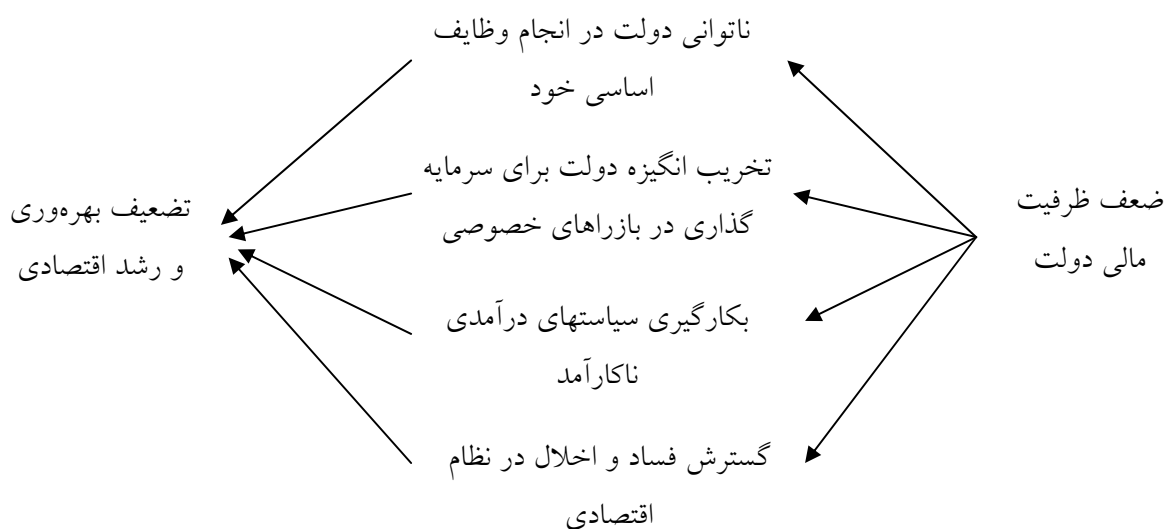 ضعف ظرفیت
مالی دولت
ناتوانی دولت در انجام وظایف
اساسی خود
تخریب انگیزه دولت برای سرمایه
گذاری در بازراهای خصوصی
بکارگیری سیاستهای درآمدی
ناکارآمد
گسترش فساد و اخلال در نظام
اقتصادی
تضعیف بهره‌وری
و رشد اقتصادی